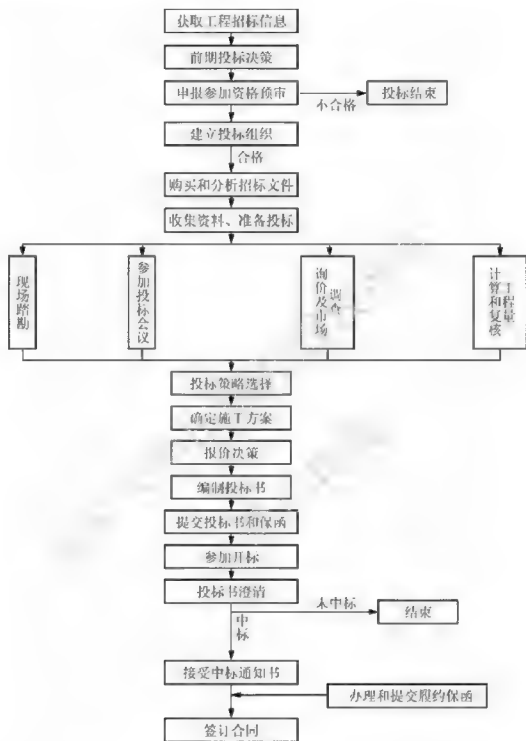 获取工程招标信息
前期投标决策
申报参加资格预审
不合格
投标结束
建立投标组织
合格
购买和分析招标文件
收集资料、准备投标
现场踏勘
参加投标会议
询价及市场
调查
计算和复核
工程量
投标策略选择
确定施工方案
报价决策
编制投标书
提交投标书和保函
参加开标
投标书澄清
未中标
结束
中标
接受中标通知书
办理和提交履约保函
签订合同